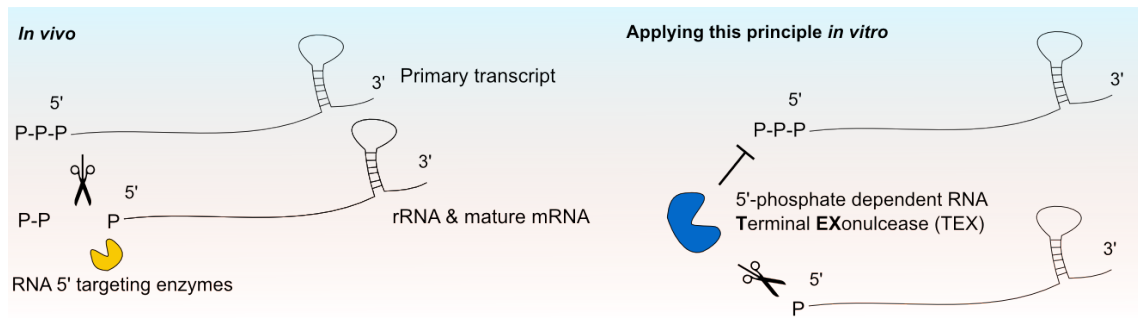 In vivo
5'
P-P-P
3'
Primary transcript
P-P
5'
P
3'
rRNA & mature mRNA
RNA 5' targeting enzymes
Applying this principle in vitro
5'
P-P-P
3'
5'-phosphate dependent RNA
Terminal EXonulcease (TEX)
5'
P
3'